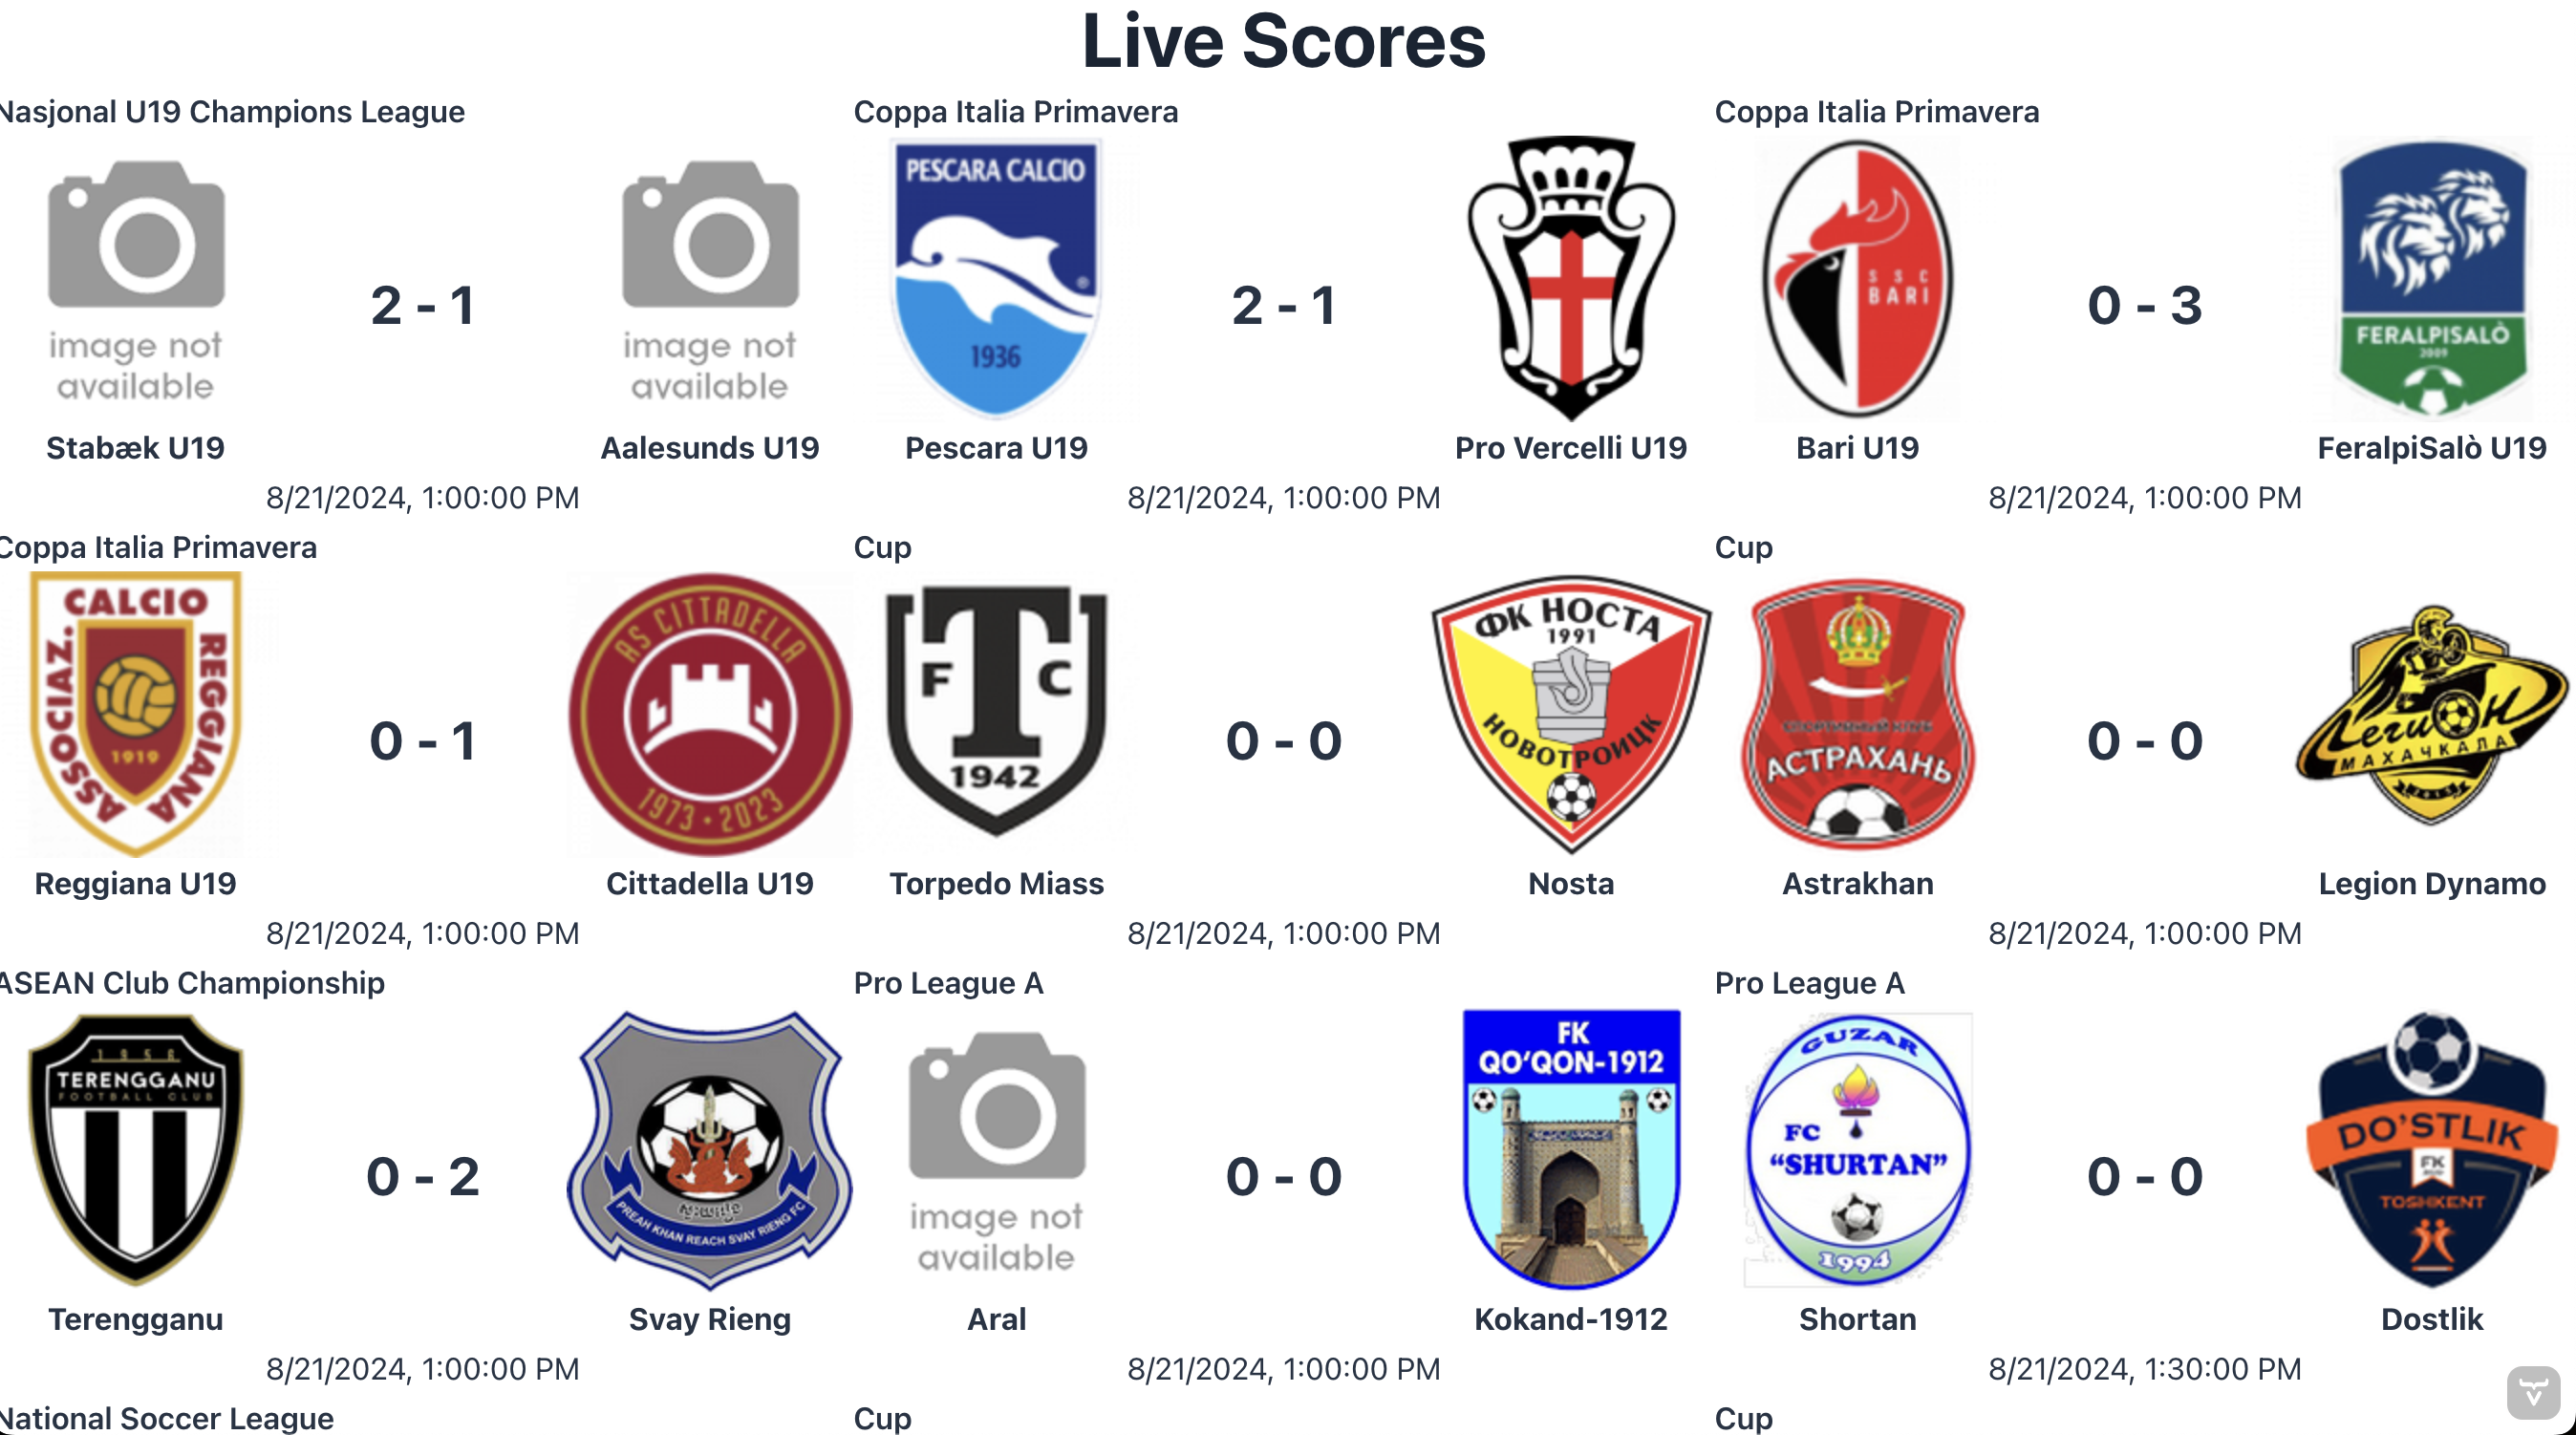 Live Scores
Nasjonal U19 Champions League
image not
available
Stabæk U19
2 - 1
image not
available
Aalesunds U19
8/21/2024, 1:00:00 PM
Coppa Italia Primavera
PESCARA CALCIO
®
1936
Pescara U19
2 - 1
Pro Vercelli U19
8/21/2024, 1:00:00 PM
Coppa Italia Primavera
SSC
BARI
Bari U19
0 - 3
FERALPISALÒ
2009
FeralpiSalò U19
8/21/2024, 1:00:00 PM
Coppa Italia Primavera
ASSOCIAZ.
CALCIO
REGGIANA
1919
Reggiana U19
0 - 1
AS CITTADELLA
1973 • 2023
Cittadella U19
8/21/2024, 1:00:00 PM
Cup
F T C
1942
Torpedo Miass
0 - 0
ФК НОСТА
1991
НОВОТРОИЦК
Nosta
8/21/2024, 1:00:00 PM
Cup
СПОРТИВНЫЙ КЛУБ
АСТРАХАНЬ
Astrakhan
0 - 0
Легион
МАХАЧКАЛА
Legion Dynamo
8/21/2024, 1:00:00 PM
ASEAN Club Championship
1956
TERENGGANU
FOOTBALL CLUB
Terengganu
0 - 2
PREAH KHAN REACH SVAY RIENG FC
Svay Rieng
8/21/2024, 1:00:00 PM
Pro League A
image not
available
Aral
0 - 0
FK
QO‘QON-1912
Kokand-1912
8/21/2024, 1:00:00 PM
Pro League A
GUZAR
FC
“SHURTAN”
1994
Shortan
0 - 0
DO’STLIK
FK
TOSHKENT
Dostlik
8/21/2024, 1:30:00 PM
National Soccer League
Cup
Cup